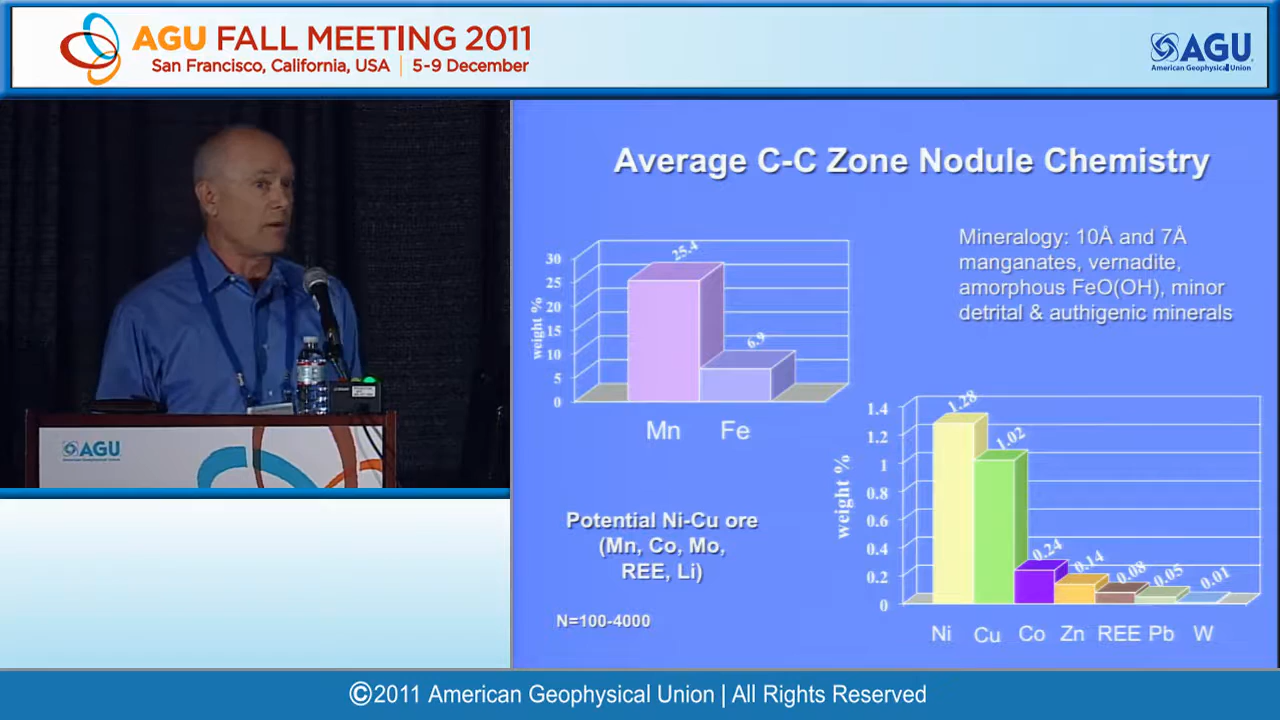 AGU FALL MEETING 2011
San Francisco, California, USA | 5-9 December
AGU
American Geophysical Union
AGU
Average C-C Zone Nodule Chemistry
Mineralogy: 10Å and 7Å
manganates, vernadite,
amorphous FeO(OH), minor
detrital & authigenic minerals
weight %
30
25
20
15
10
5
0
25.4
6.9
Mn Fe
Potential Ni-Cu ore
(Mn, Co, Mo,
REE, Li)
N=100-4000
weight %
1.4
1.2
1
0.8
0.6
0.4
0.2
0
1.28
1.02
0.24
0.14
0.08
0.05
0.01
Ni Cu Co Zn REE Pb W
©2011 American Geophysical Union | All Rights Reserved